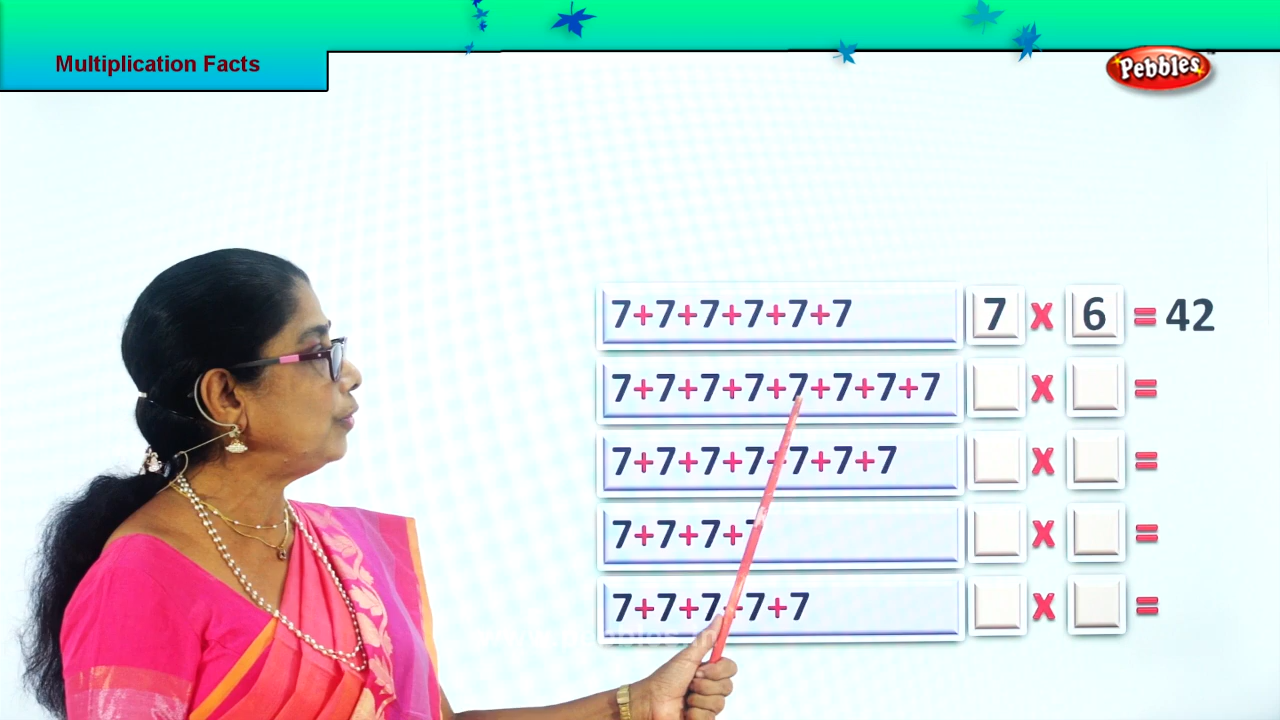 Multiplication Facts
Pebbles
7+7+7+7+7+7 7 x 6 = 42
7+7+7+7+7+7+7+7 x =
7+7+7+7+7+7+7 x =
7+7+7+7 x =
7+7+7+7+7 x =